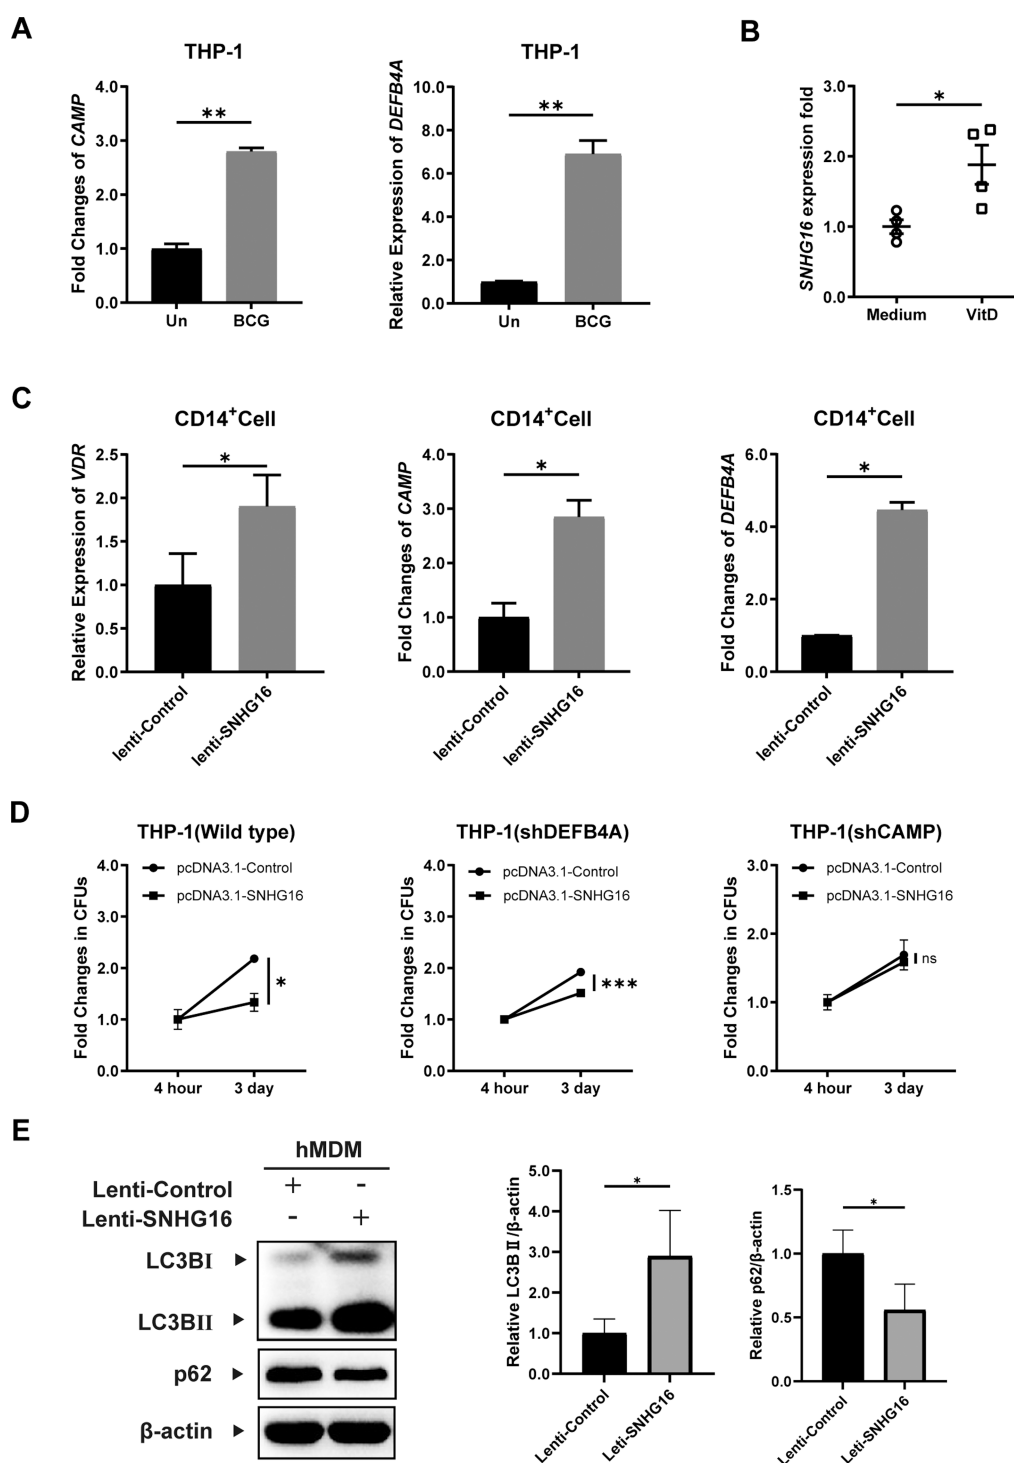 A
THP-1
Fold Changes of CAMP
4.0
3.0
2.0
1.0
0.0
**
Un
BCG
THP-1
Relative Expression of DEFB4A
10.0
8.0
6.0
4.0
2.0
0.0
**
Un
BCG
B
SNHG16 expression fold
3.0
2.0
1.0
0.0
*
Medium
VitD
C
CD14+Cell
Relative Expression of VDR
2.5
2.0
1.5
1.0
0.5
0.0
*
lenti-Control
lenti-SNHG16
CD14+Cell
Fold Changes of CAMP
4.0
3.0
2.0
1.0
0.0
*
lenti-Control
lenti-SNHG16
CD14+Cell
Fold Changes of DEFB4A
6.0
4.0
2.0
0.0
*
lenti-Control
lenti-SNHG16
D
THP-1(Wild type)
Fold Changes in CFUs
4.0
3.0
2.0
1.0
0.0
pcDNA3.1-Control
pcDNA3.1-SNHG16
*
4 hour
3 day
THP-1(shDEFB4A)
Fold Changes in CFUs
4.0
3.0
2.0
1.0
0.0
pcDNA3.1-Control
pcDNA3.1-SNHG16
***
4 hour
3 day
THP-1(shCAMP)
Fold Changes in CFUs
3.0
2.0
1.0
0.0
pcDNA3.1-Control
pcDNA3.1-SNHG16
ns
4 hour
3 day
E
hMDM
Lenti-Control + -
Lenti-SNHG16 - +
LC3BI
LC3BII
p62
β-actin
Relative LC3BⅡ/β-actin
5.0
4.0
3.0
2.0
1.0
0.0
*
Lenti-Control
Leti-SNHG16
Relative p62/β-actin
1.5
1.0
0.5
0.0
*
Lenti-Control
Leti-SNHG16